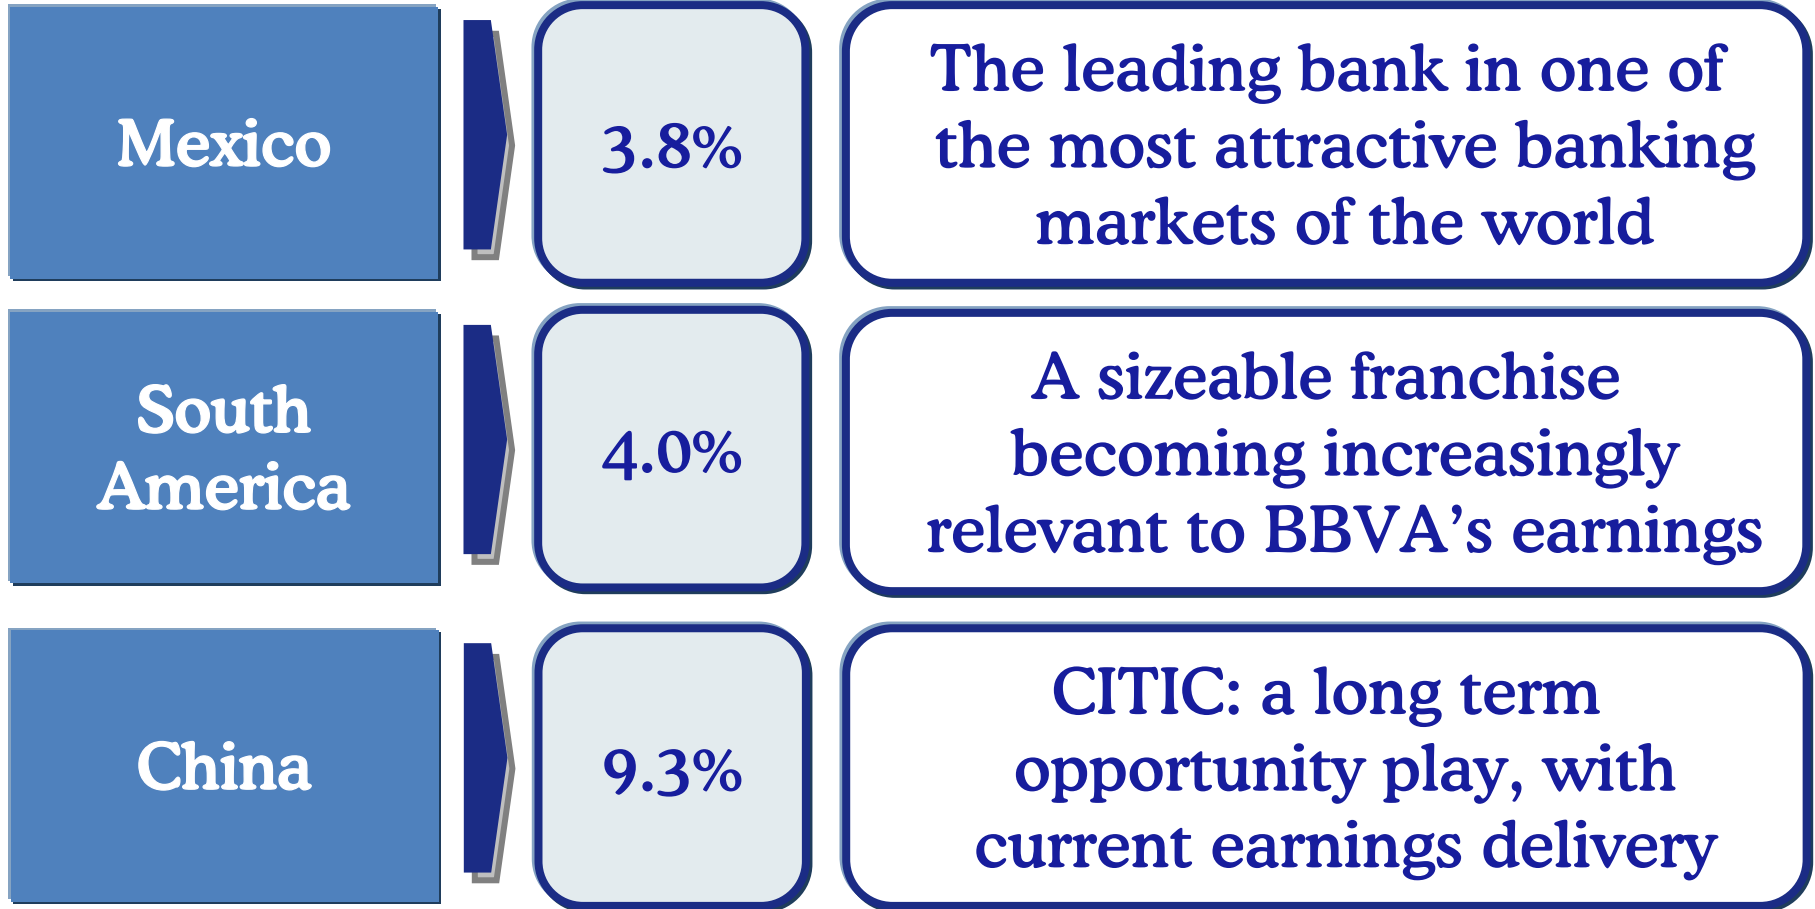 Mexico
3.8%
The leading bank in one of
the most attractive banking
markets of the world
South
America
4.0%
A sizeable franchise
becoming increasingly
relevant to BBVA’s earnings
China
9.3%
CITIC: a long term
opportunity play, with
current earnings delivery